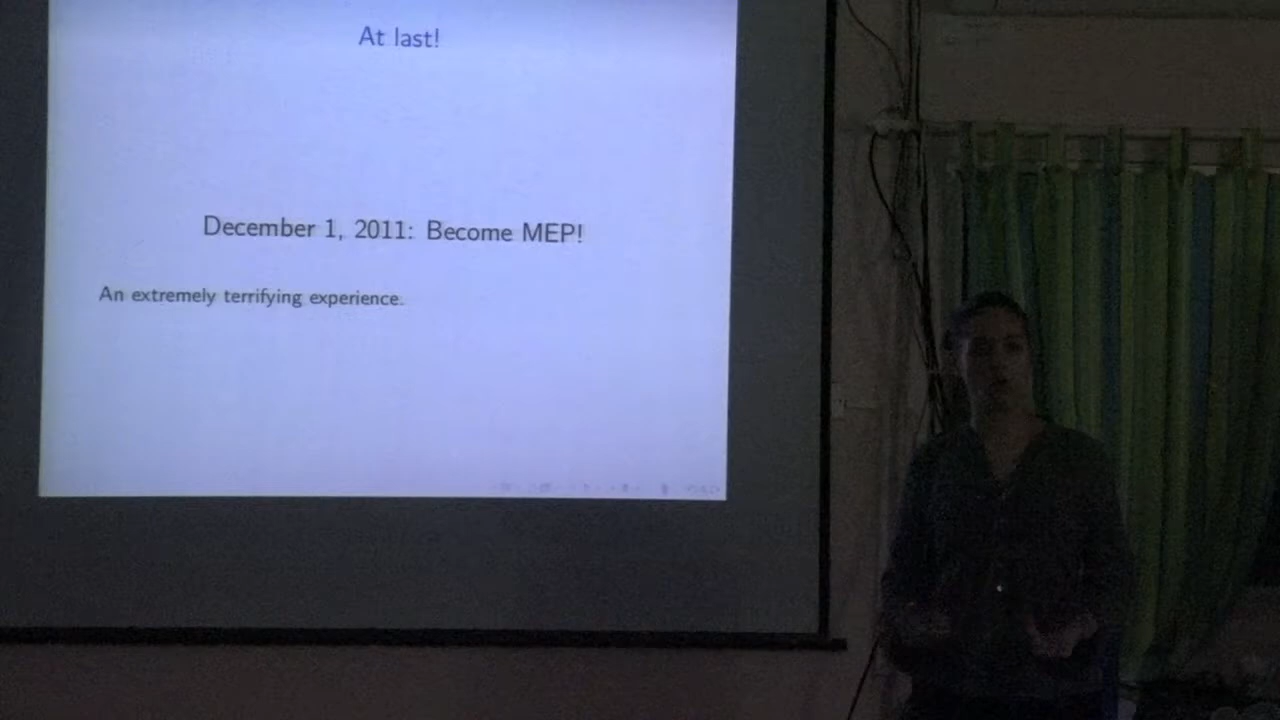 At last!
December 1, 2011: Become MEP!
An extremely terrifying experience.